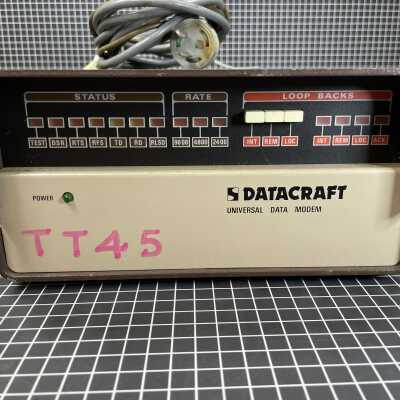 STATUS RATE LOOP BACKS
TEST DSR RTS RFS TD RD RLSD 9600 4800 2400 INT REM LOC INT REM LOC ACK
POWER DATACRAFT
UNIVERSAL DATA MODEM
TT45